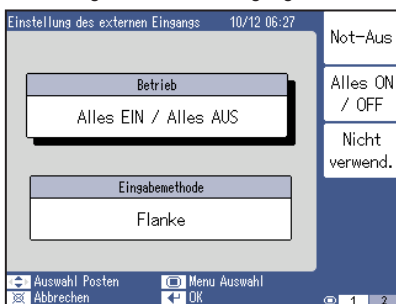 Einstellung des externen Eingangs 10/12 06:27
Not-Aus
Betrieb
Alles EIN / Alles AUS
Alles ON
/ OFF
Nicht
verwend.
Eingabemethode
Flanke
Auswahl Posten Menu Auswahl
Abbrechen OK
1 2